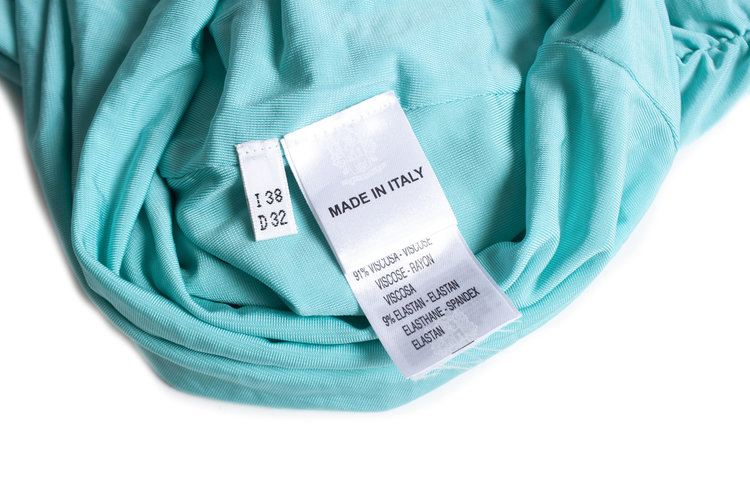 I 38
D 32
MADE IN ITALY
91% VISCOSA - VISCOSE
VISCOSE - RAYON
VISCOSA
9% ELASTAN - ELASTAN
ELASTHANE - SPANDEX
ELASTAN